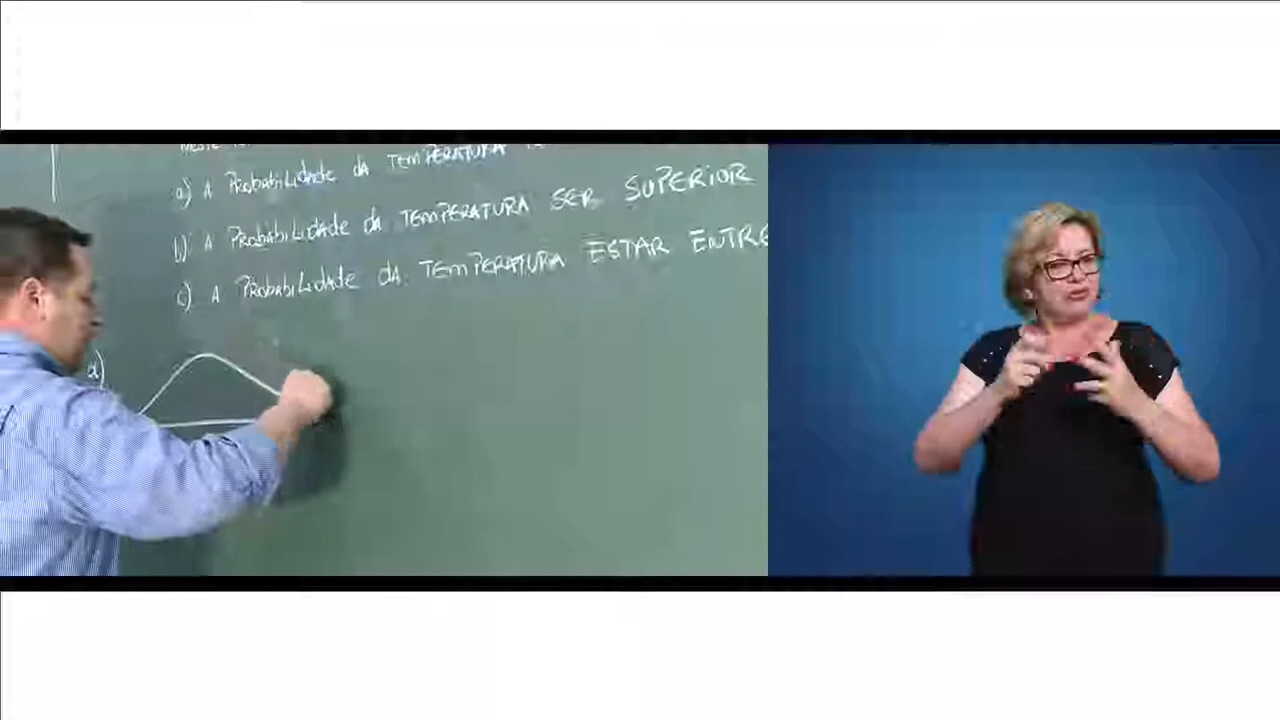 a) A PROBABILIDADE DA TEMPERATURA
b) A PROBABILIDADE DA TEMPERATURA SER SUPERIOR
c) A PROBABILIDADE DA TEMPERATURA ESTAR ENTRE
a)